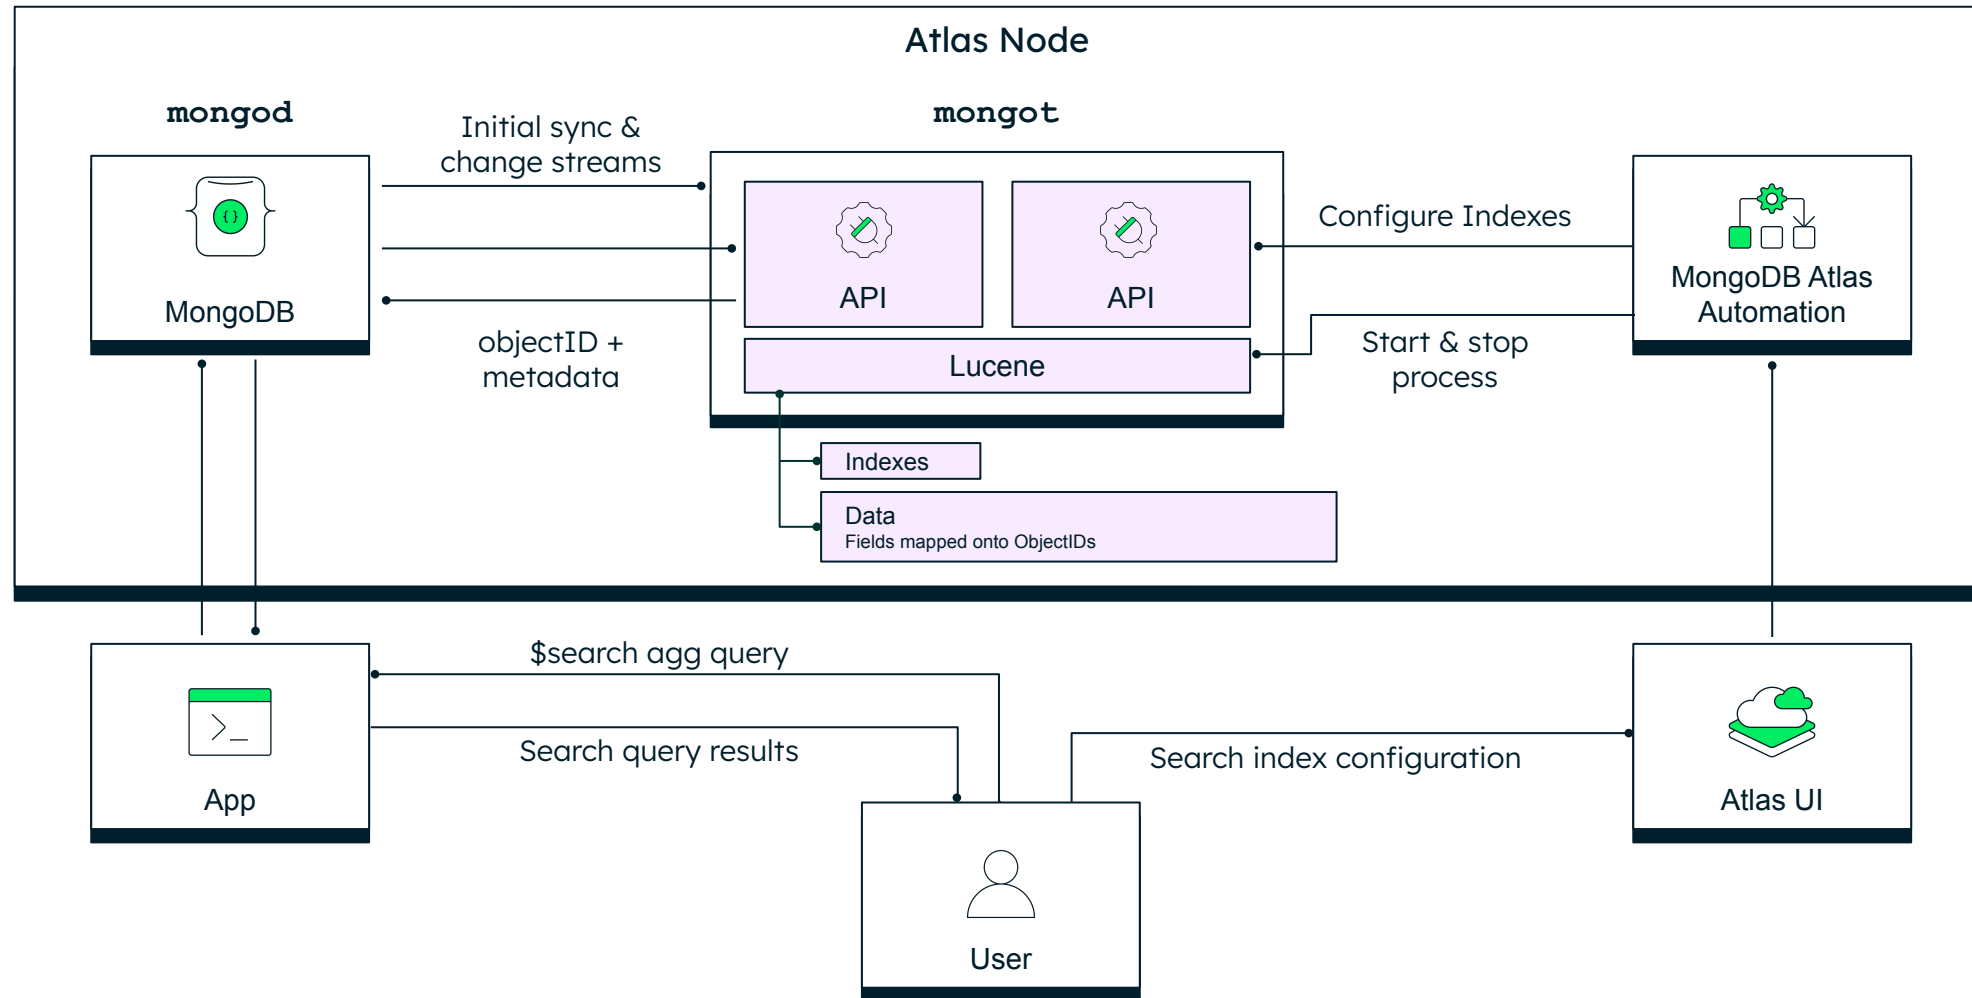 Atlas Node
mongod
mongot
Initial sync &
change streams
{}
MongoDB
objectID +
metadata
API
API
Lucene
Indexes
Data
Fields mapped onto ObjectIDs
Configure Indexes
Start & stop
process
MongoDB Atlas
Automation
>_
App
$search agg query
Search query results
User
Search index configuration
Atlas UI